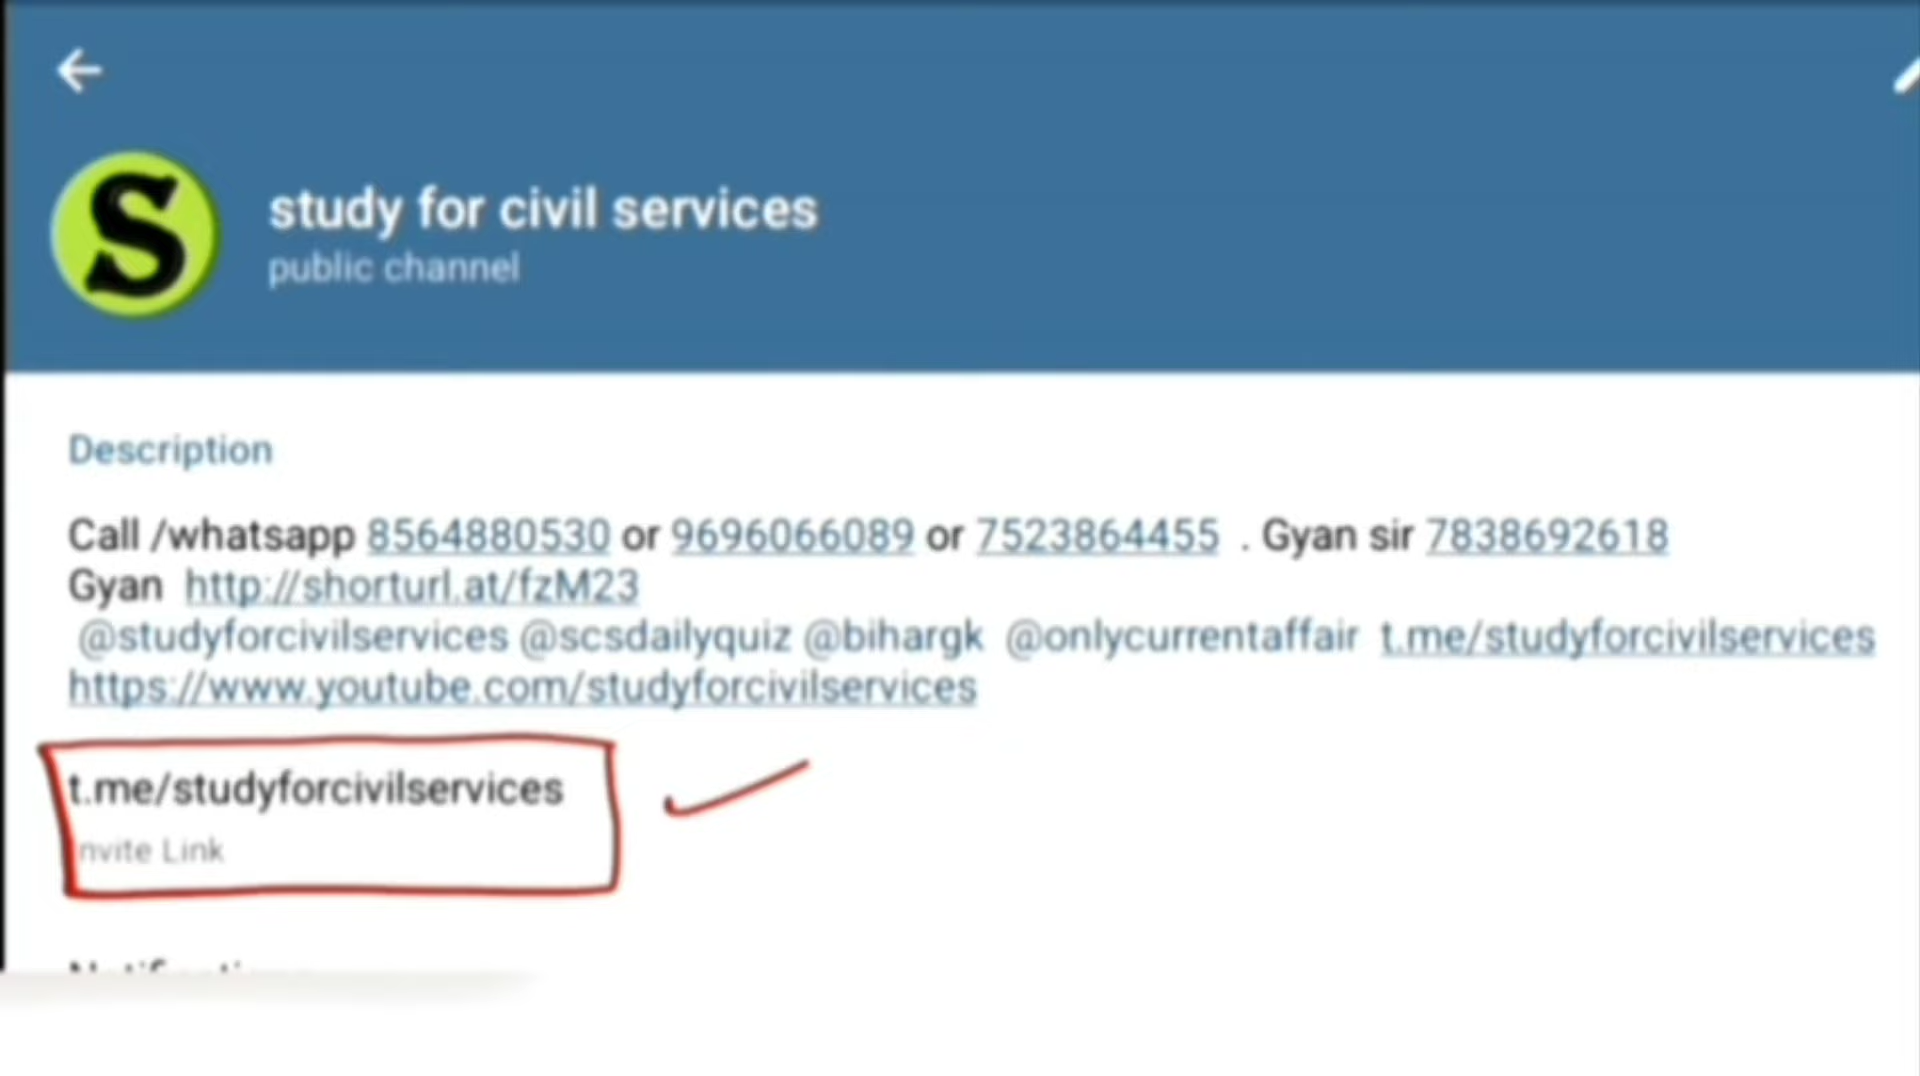 S
study for civil services
public channel
Description
Call /whatsapp 8564880530 or 9696066089 or 7523864455 . Gyan sir 7838692618
Gyan http://shorturl.at/fzM23
@studyforcivilservices @scsdailyquiz @bihargk @onlycurrentaffair t.me/studyforcivilservices
https://www.youtube.com/studyforcivilservices
t.me/studyforcivilservices
nvite Link